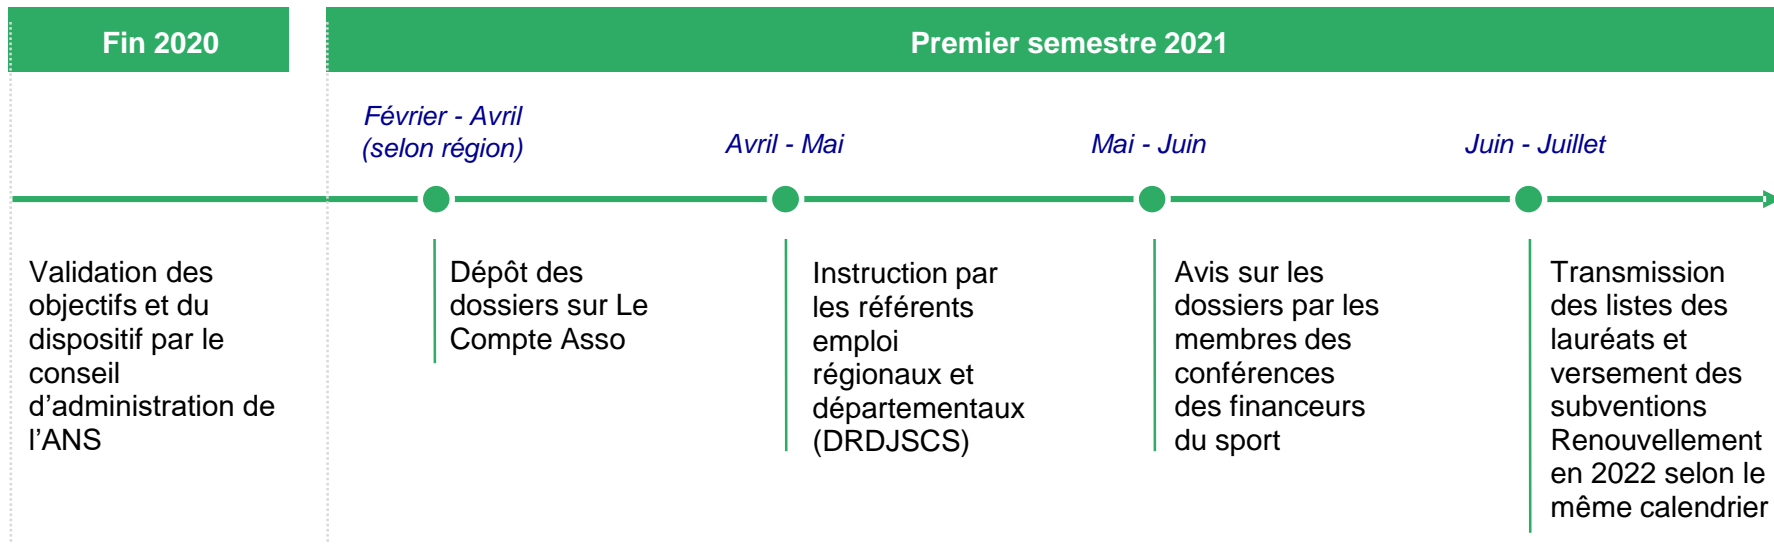 Fin 2020
Premier semestre 2021
Février - Avril
(selon région)
Avril - Mai
Mai - Juin
Juin - Juillet
Validation des
objectifs et du
dispositif par le
conseil
d’administration de
l’ANS
Dépôt des
dossiers sur Le
Compte Asso
Instruction par
les référents
emploi
régionaux et
départementaux
(DRDJSCS)
Avis sur les
dossiers par les
membres des
conférences
des financeurs
du sport
Transmission
des listes des
lauréats et
versement des
subventions
Renouvellement
en 2022 selon le
même calendrier